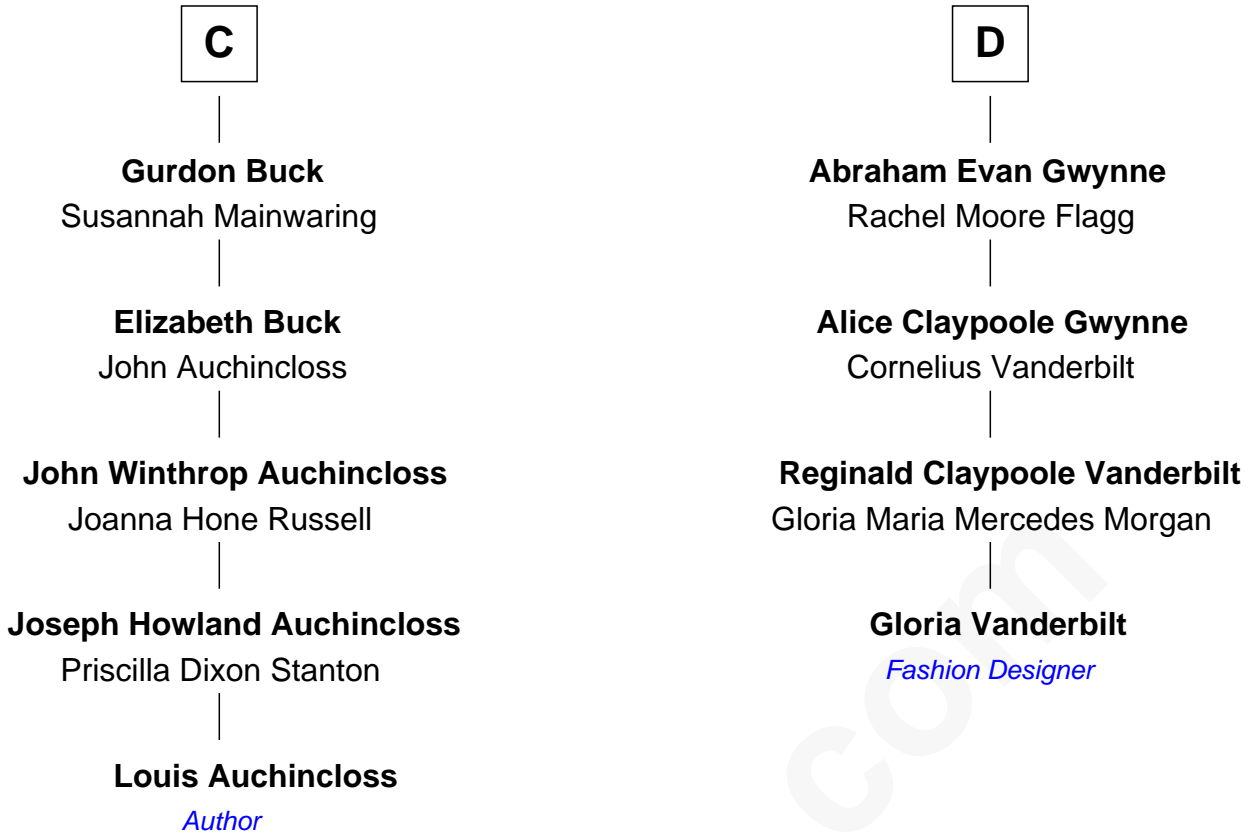 C
Gurdon Buck
Susannah Mainwaring
Elizabeth Buck
John Auchincloss
John Winthrop Auchincloss
Joanna Hone Russell
Joseph Howland Auchincloss
Priscilla Dixon Stanton
Louis Auchincloss
Author
D
Abraham Evan Gwynne
Rachel Moore Flagg
Alice Claypoole Gwynne
Cornelius Vanderbilt
Reginald Claypoole Vanderbilt
Gloria Maria Mercedes Morgan
Gloria Vanderbilt
Fashion Designer
com